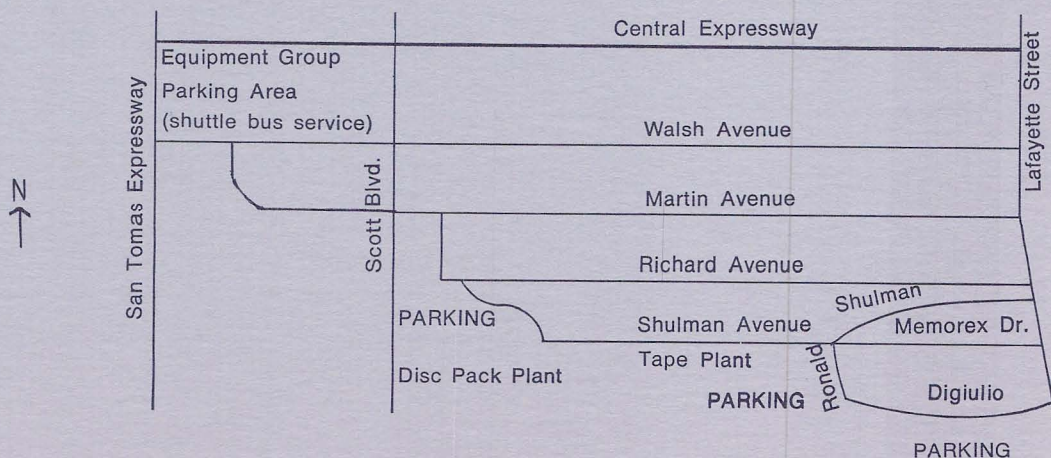 Central Expressway
Equipment Group
Parking Area
(shuttle bus service)
San Tomas Expressway
Lafayette Street
Walsh Avenue
N
Scott Blvd.
Martin Avenue
Richard Avenue
Shulman
PARKING
Shulman Avenue
Memorex Dr.
Tape Plant
Ronald
Disc Pack Plant
PARKING
Digiulio
PARKING